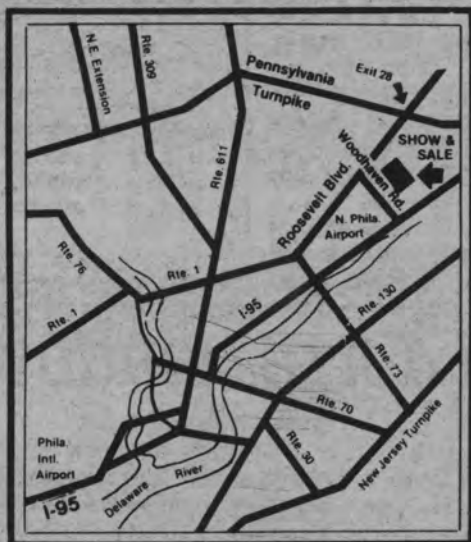 N.E. Extension
Rte. 309
Pennsylvania
Turnpike
Exit 28
Rte. 611
Roosevelt Blvd.
Woodhaven Rd.
SHOW &
SALE
N. Phila.
Airport
Rte. 76
Rte. 1
Rte. 1
I-95
Rte. 130
Rte. 73
Rte. 70
Rte. 30
New Jersey Turnpike
Phila.
Intl.
Airport
I-95
Delaware
River